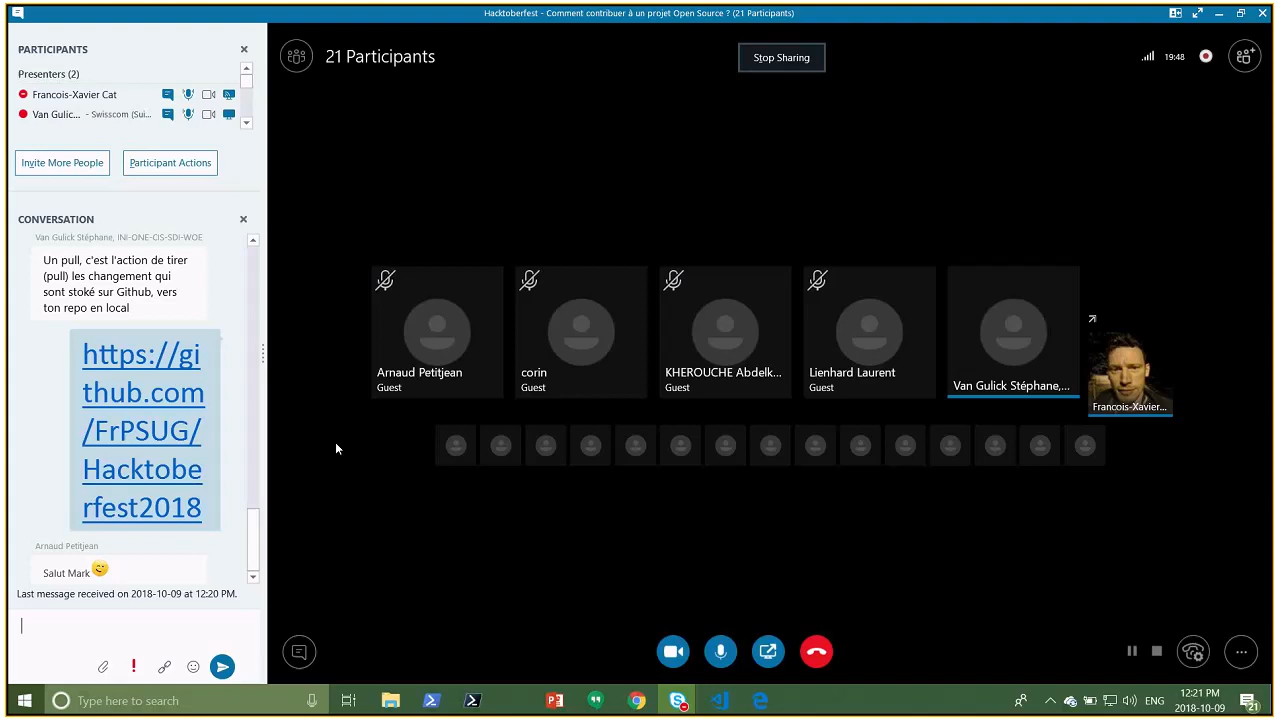 Hacktoberfest - Comment contribuer à un projet Open Source ? (21 Participants)
PARTICIPANTS
Presenters (2)
Francois-Xavier Cat
Van Gulic... - Swisscom (Sui...
Invite More People
Participant Actions
CONVERSATION
Van Gulick Stéphane, INI-ONE-CIS-SDI-WOE
Un pull, c'est l'action de tirer
(pull) les changement qui
sont stoké sur Github, vers
ton repo en local
https://gi
thub.com
/FrPSUG/
Hacktobe
rfest2018
Arnaud Petitjean
Salut Mark
Last message received on 2018-10-09 at 12:20 PM.
21 Participants
Stop Sharing
19:48
Arnaud Petitjean
Guest
corin
Guest
KHEROUCHE Abdelk...
Guest
Lienhard Laurent
Guest
Van Gulick Stéphane,...
Francois-Xavier...
Type here to search
ENG
12:21 PM
2018-10-09
21